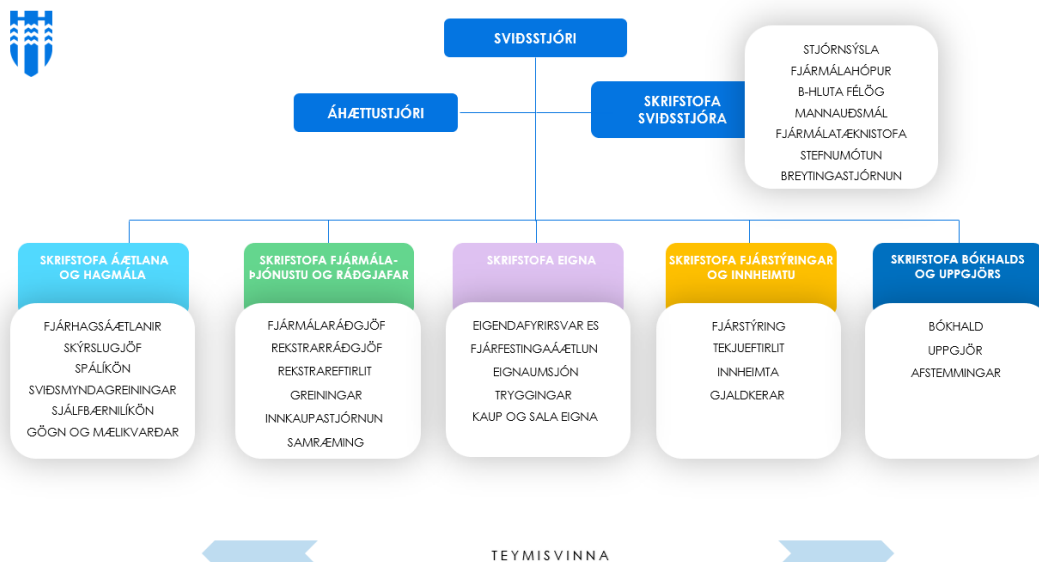 SVIÐSSTJÓRI
ÁHÆTTUSTJÓRI
SKRIFSTOFA
SVIÐSSTJÓRA
STJÓRNSÝSLA
FJÁRMÁLAHÓPUR
B-HLUTA FÉLÖG
MANNAUÐSMÁL
FJÁRMÁLATÆKNISTOFA
STEFNUMÓTUN
BREYTINGASTJÓRNUN
SKRIFSTOFA ÁÆTLANA
OG HAGMÁLA
FJÁRHAGSÁÆTLANIR
SKÝRSLUGJÖF
SPÁLÍKÖN
SVIÐSMYNDAGREININGAR
SJÁLFBÆRNILÍKÖN
GÖGN OG MÆLIKVARÐAR
SKRIFSTOFA FJÁRMÁLA-
ÞJÓNUSTU OG RÁÐGJAFAR
FJÁRMÁLARÁÐGJÖF
REKSTRARRÁÐGJÖF
REKSTRAREFTIRLIT
GREININGAR
INNKAUPASTJÓRNUN
SAMRÆMING
SKRIFSTOFA EIGNA
EIGENDAFYRIRSVAR ES
FJÁRFESTINGAÁÆTLUN
EIGNAUMSJÓN
TRYGGINGAR
KAUP OG SALA EIGNA
SKRIFSTOFA FJÁRSTÝRINGAR
OG INNHEIMTU
FJÁRSTÝRING
TEKJUEFTIRLIT
INNHEIMTA
GJALDKERAR
SKRIFSTOFA BÓKHALDS
OG UPPGJÖRS
BÓKHALD
UPPGJÖR
AFSTEMMINGAR
TEYMISVINNA